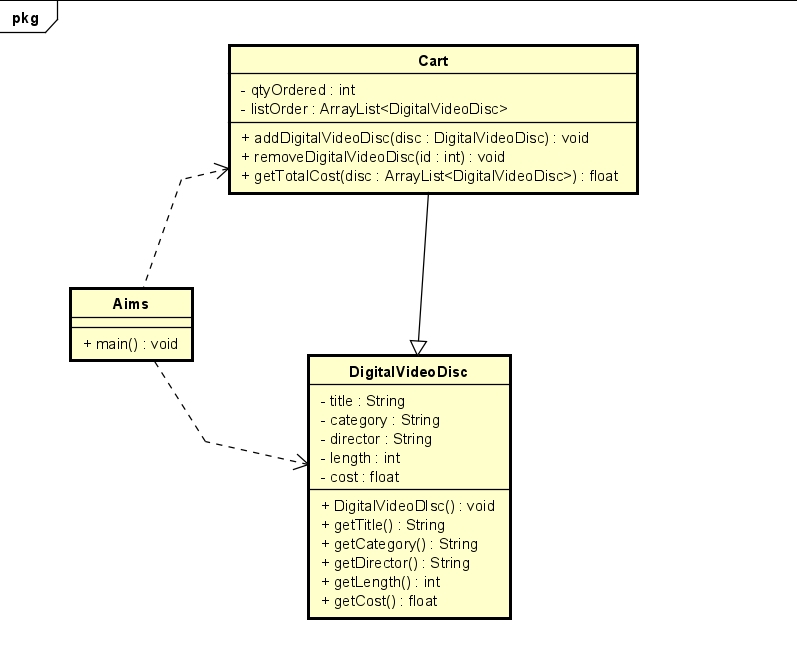 pkg
Cart
- qtyOrdered : int
- listOrder : ArrayList<DigitalVideoDisc>
+ addDigitalVideoDisc(disc : DigitalVideoDisc) : void
+ removeDigitalVideoDisc(id : int) : void
+ getTotalCost(disc : ArrayList<DigitalVideoDisc>) : float
Aims
+ main() : void
DigitalVideoDisc
- title : String
- category : String
- director : String
- length : int
- cost : float
+ DigitalVideoDIsc() : void
+ getTitle() : String
+ getCategory() : String
+ getDirector() : String
+ getLength() : int
+ getCost() : float